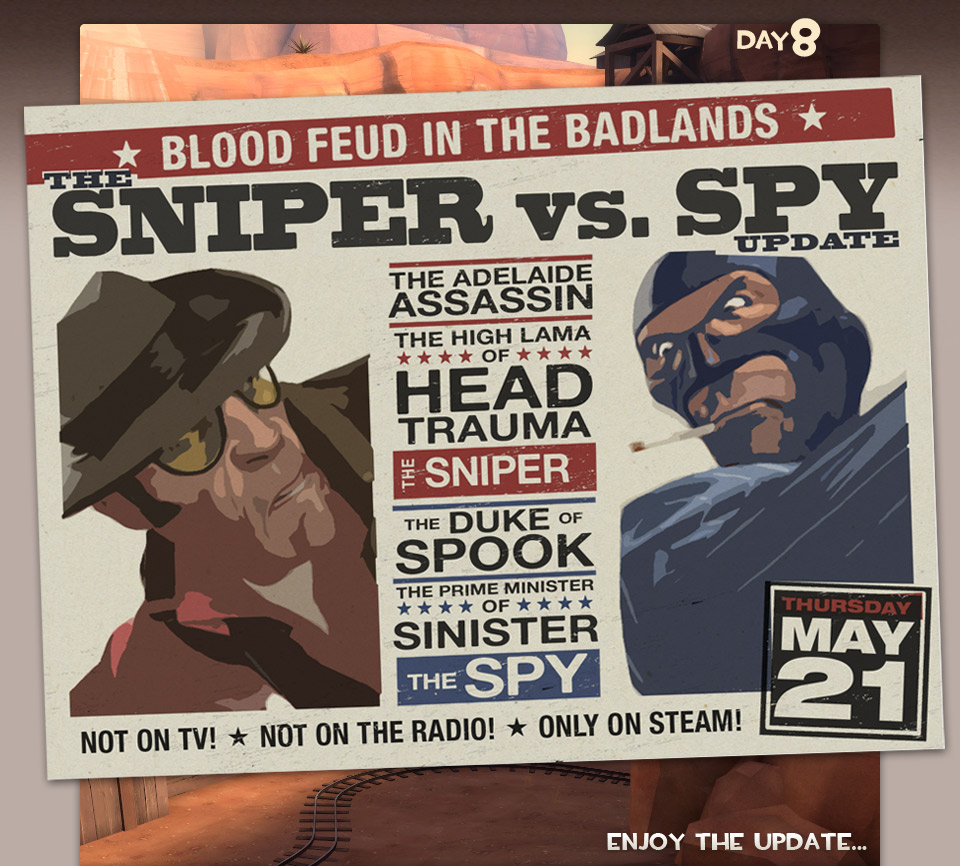 DAY 8
★ BLOOD FEUD IN THE BADLANDS ★
THE
SNIPER vs. SPY
UPDATE
THE ADELAIDE
ASSASSIN
THE HIGH LAMA
★★★★ OF ★★★★
HEAD
TRAUMA
THE SNIPER
THE DUKE OF
SPOOK
THE PRIME MINISTER
★★★★ OF ★★★★
SINISTER
THE SPY
THURSDAY
MAY
21
NOT ON TV! ★ NOT ON THE RADIO! ★ ONLY ON STEAM!
ENJOY THE UPDATE...